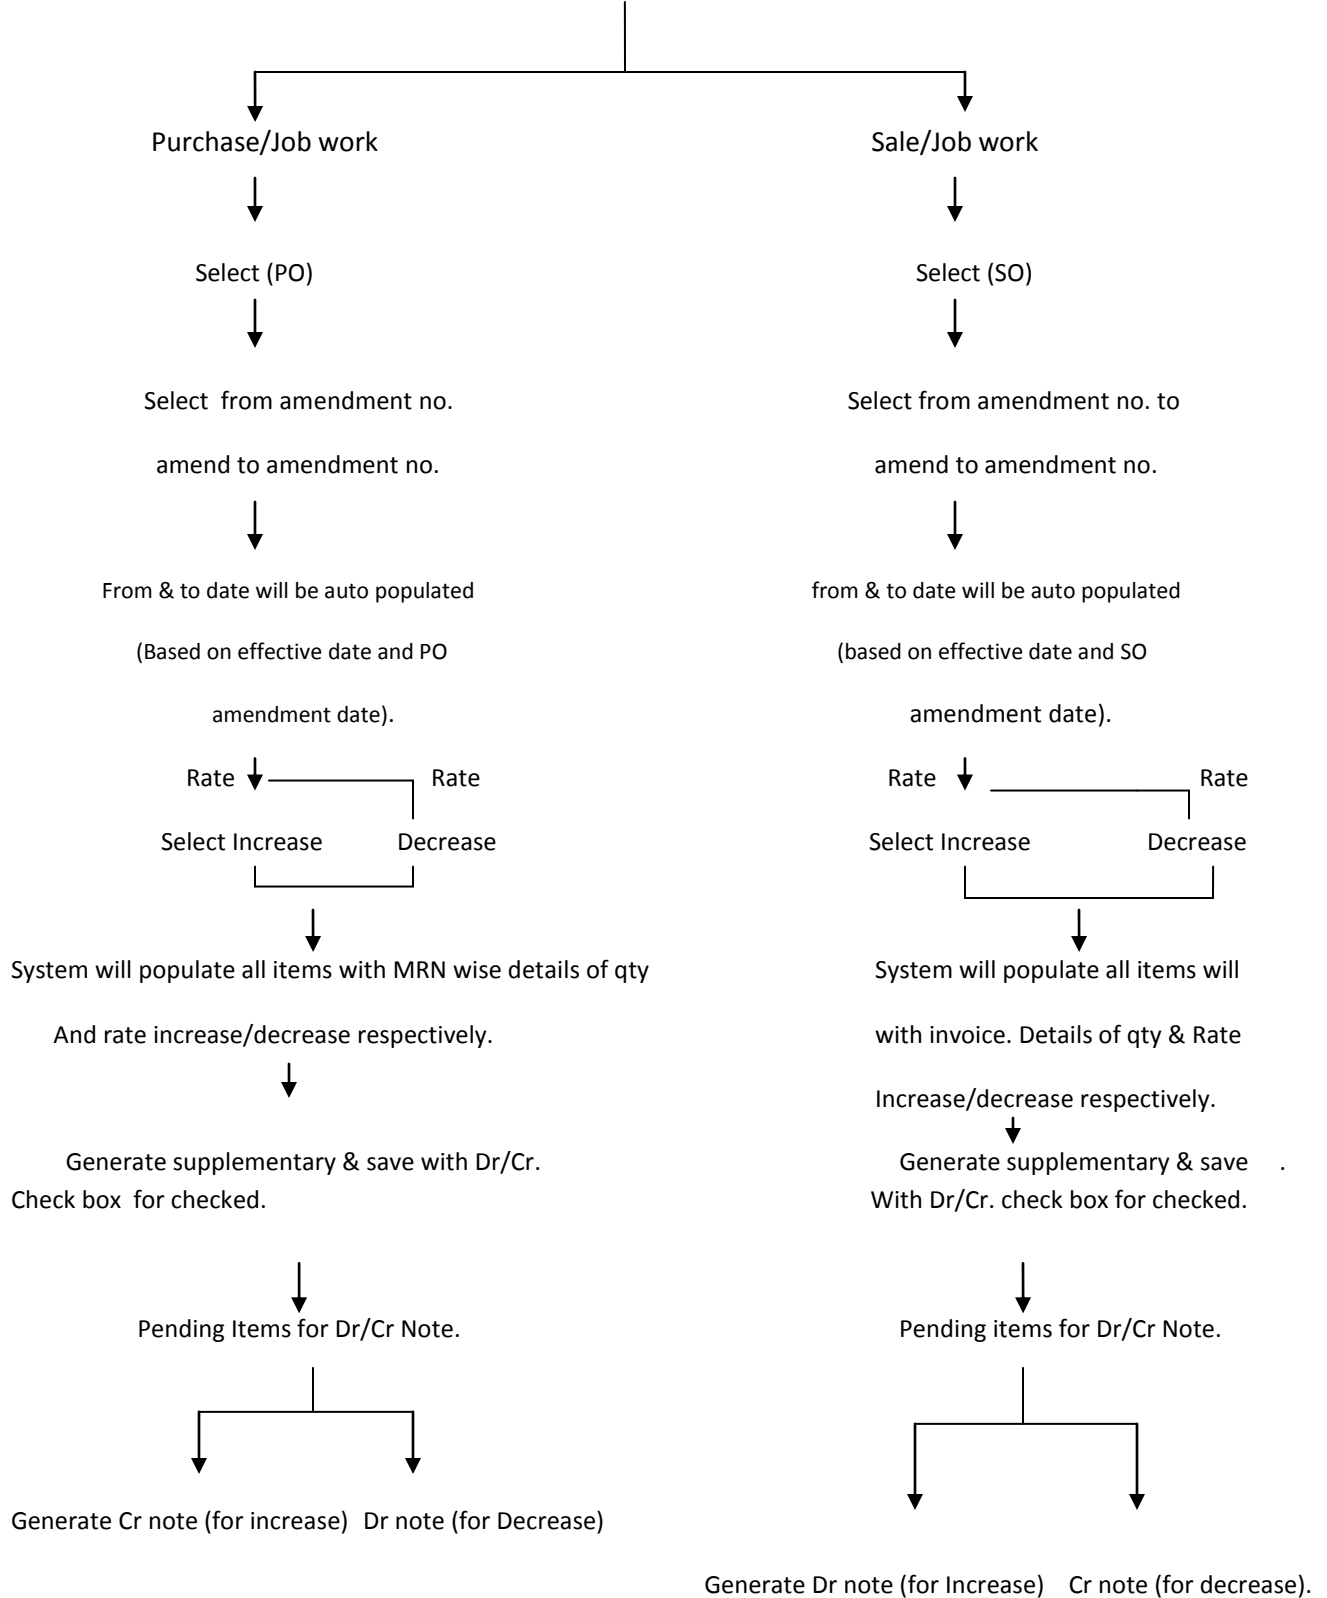 Purchase/Job work
Select (PO)
Select from amendment no.
amend to amendment no.
From & to date will be auto populated
(Based on effective date and PO
amendment date).
Rate Rate
Select Increase Decrease
System will populate all items with MRN wise details of qty
And rate increase/decrease respectively.
Generate supplementary & save with Dr/Cr.
Check box for checked.
Pending Items for Dr/Cr Note.
Generate Cr note (for increase) Dr note (for Decrease)
Sale/Job work
Select (SO)
Select from amendment no. to
amend to amendment no.
from & to date will be auto populated
(based on effective date and SO
amendment date).
Rate Rate
Select Increase Decrease
System will populate all items will
with invoice. Details of qty & Rate
Increase/decrease respectively.
Generate supplementary & save .
With Dr/Cr. check box for checked.
Pending items for Dr/Cr Note.
Generate Dr note (for Increase) Cr note (for decrease).